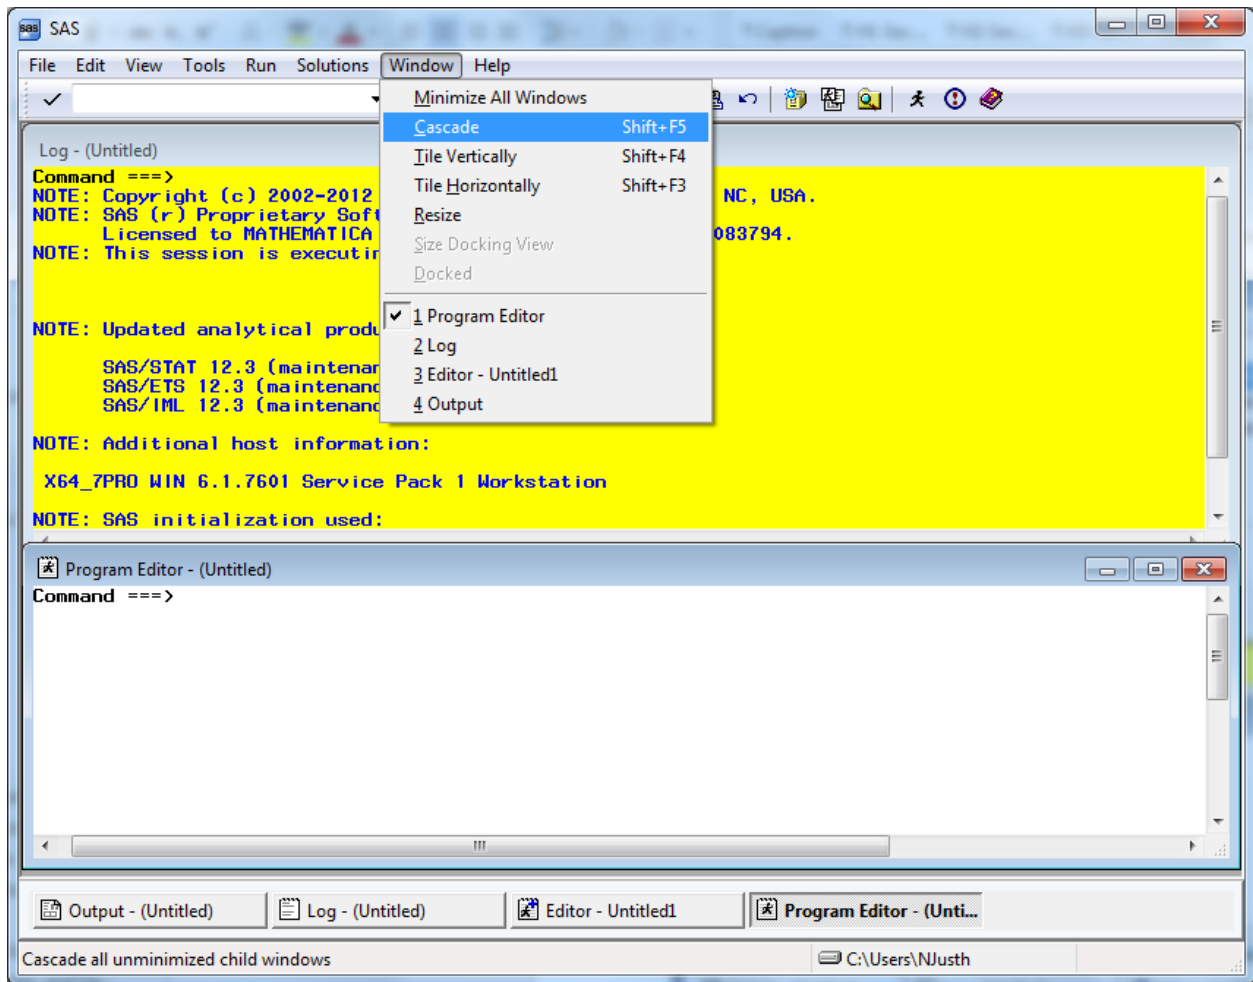 sas SAS
File Edit View Tools Run Solutions Window Help
Minimize All Windows
Cascade Shift+F5
Tile Vertically Shift+F4
Tile Horizontally Shift+F3
Resize
Size Docking View
Docked
1 Program Editor
2 Log
3 Editor - Untitled1
4 Output
Log - (Untitled)
Command ===>
NOTE: Copyright (c) 2002-2012 NC, USA.
NOTE: SAS (r) Proprietary Soft
Licensed to MATHEMATICA 083794.
NOTE: This session is executin
NOTE: Updated analytical produ
SAS/STAT 12.3 (maintenan
SAS/ETS 12.3 (maintenanc
SAS/IML 12.3 (maintenanc
NOTE: Additional host information:
X64_7PRO WIN 6.1.7601 Service Pack 1 Workstation
NOTE: SAS initialization used:
Program Editor - (Untitled)
Command ===>
Output - (Untitled) Log - (Untitled) Editor - Untitled1 Program Editor - (Unti...
Cascade all unminimized child windows C:\Users\NJusth